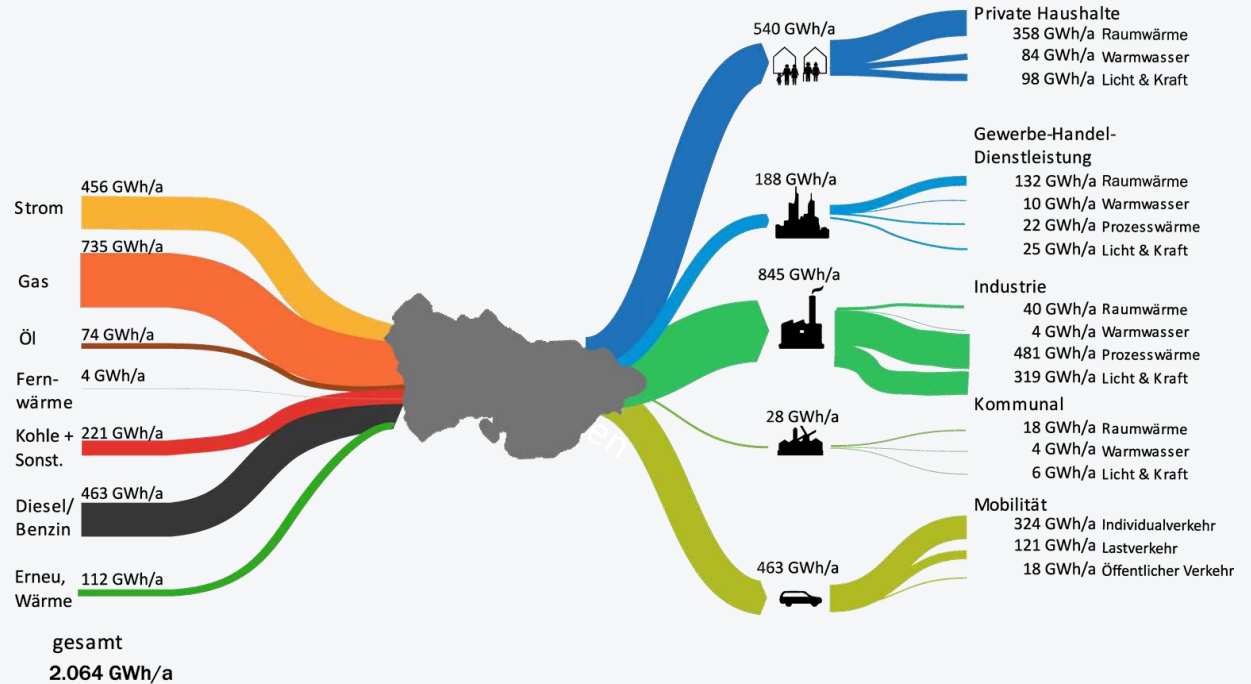 456 GWh/a
Strom
735 GWh/a
Gas
74 GWh/a
Öl
4 GWh/a
Fern-
wärme
221 GWh/a
Kohle +
Sonst.
463 GWh/a
Diesel/
Benzin
112 GWh/a
Erneu,
Wärme
gesamt
2.064 GWh/a
en
540 GWh/a
Private Haushalte
358 GWh/a Raumwärme
84 GWh/a Warmwasser
98 GWh/a Licht & Kraft
188 GWh/a
Gewerbe-Handel-
Dienstleistung
132 GWh/a Raumwärme
10 GWh/a Warmwasser
22 GWh/a Prozesswärme
25 GWh/a Licht & Kraft
845 GWh/a
Industrie
40 GWh/a Raumwärme
4 GWh/a Warmwasser
481 GWh/a Prozesswärme
319 GWh/a Licht & Kraft
28 GWh/a
Kommunal
18 GWh/a Raumwärme
4 GWh/a Warmwasser
6 GWh/a Licht & Kraft
463 GWh/a
Mobilität
324 GWh/a Individualverkehr
121 GWh/a Lastverkehr
18 GWh/a Öffentlicher Verkehr